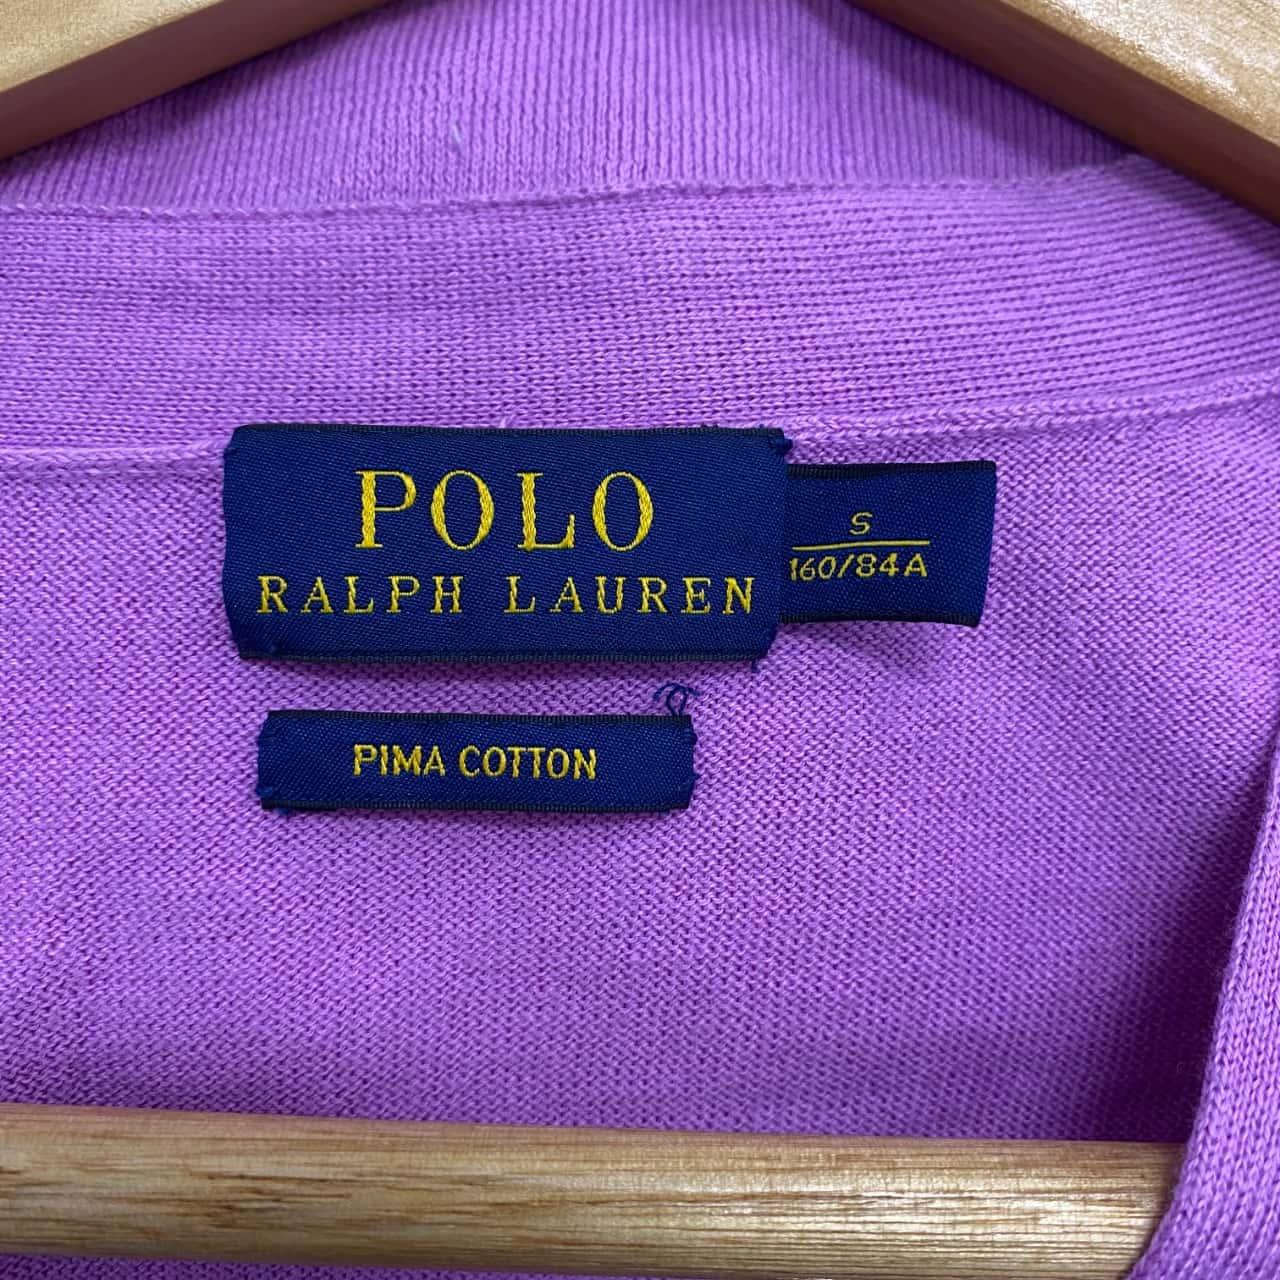 POLO
RALPH LAUREN
S
160/84A
PIMA COTTON